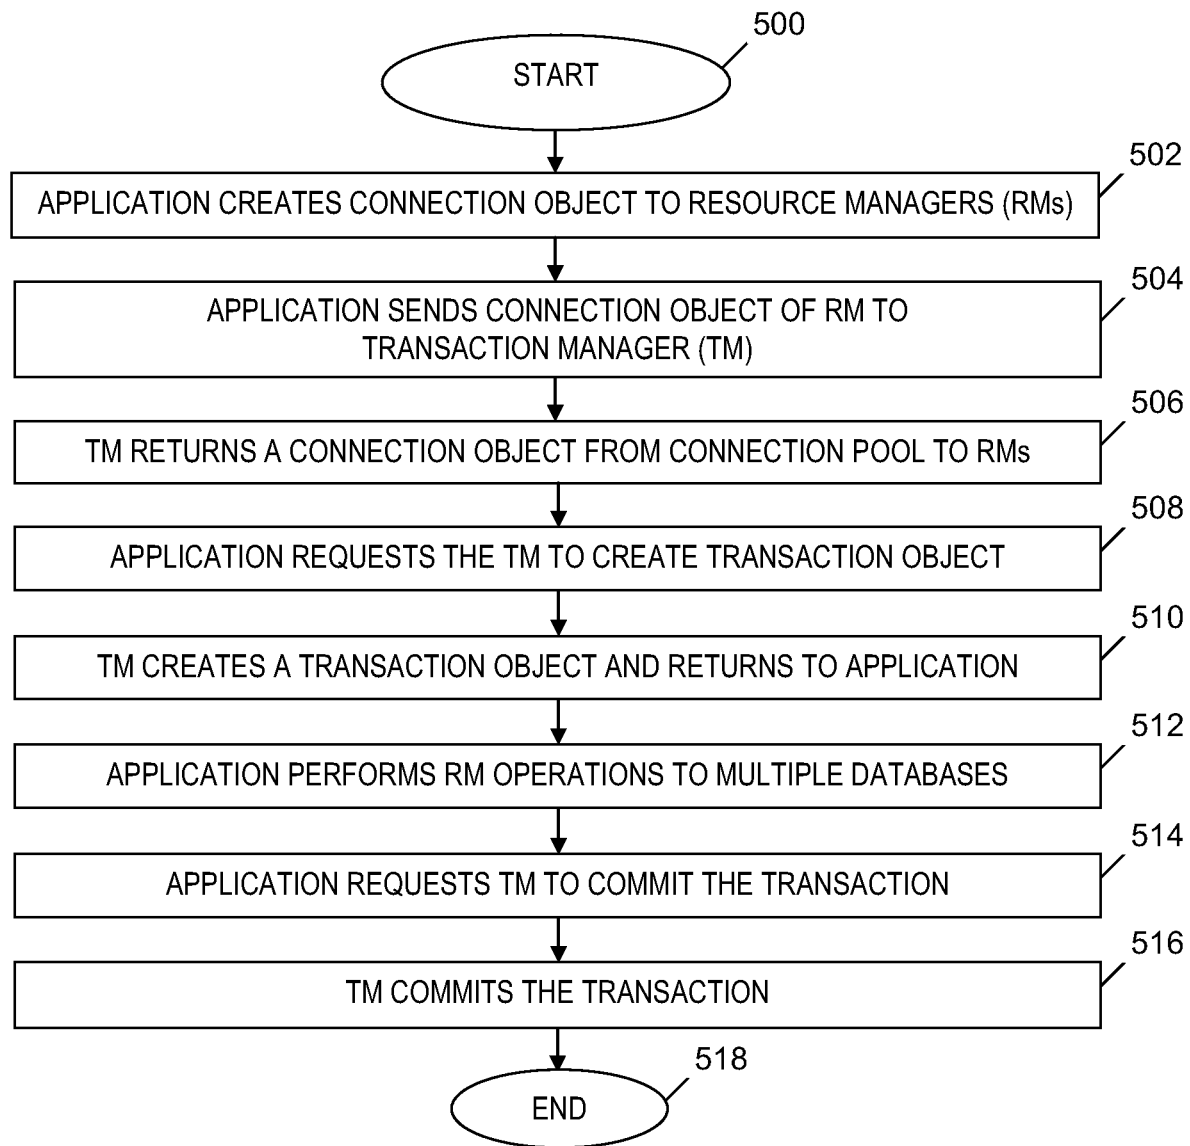 500
START
502
APPLICATION CREATES CONNECTION OBJECT TO RESOURCE MANAGERS (RMs)
504
APPLICATION SENDS CONNECTION OBJECT OF RM TO
TRANSACTION MANAGER (TM)
506
TM RETURNS A CONNECTION OBJECT FROM CONNECTION POOL TO RMs
508
APPLICATION REQUESTS THE TM TO CREATE TRANSACTION OBJECT
510
TM CREATES A TRANSACTION OBJECT AND RETURNS TO APPLICATION
512
APPLICATION PERFORMS RM OPERATIONS TO MULTIPLE DATABASES
514
APPLICATION REQUESTS TM TO COMMIT THE TRANSACTION
516
TM COMMITS THE TRANSACTION
518
END